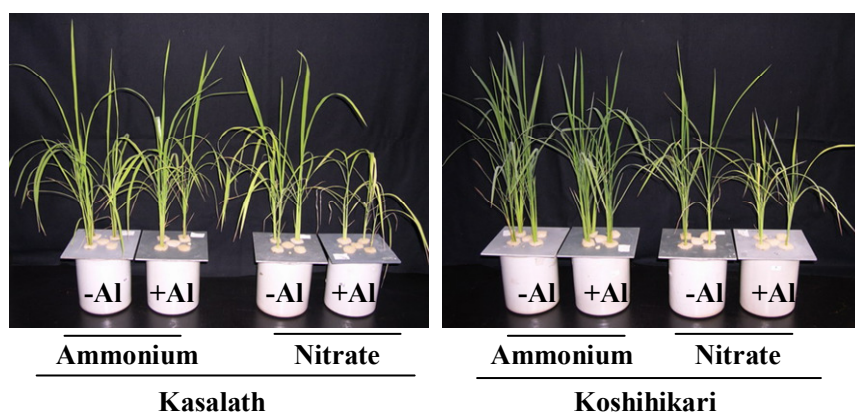 -Al +Al -Al +Al
Ammonium Nitrate
Kasalath
-Al +Al -Al +Al
Ammonium Nitrate
Koshihikari